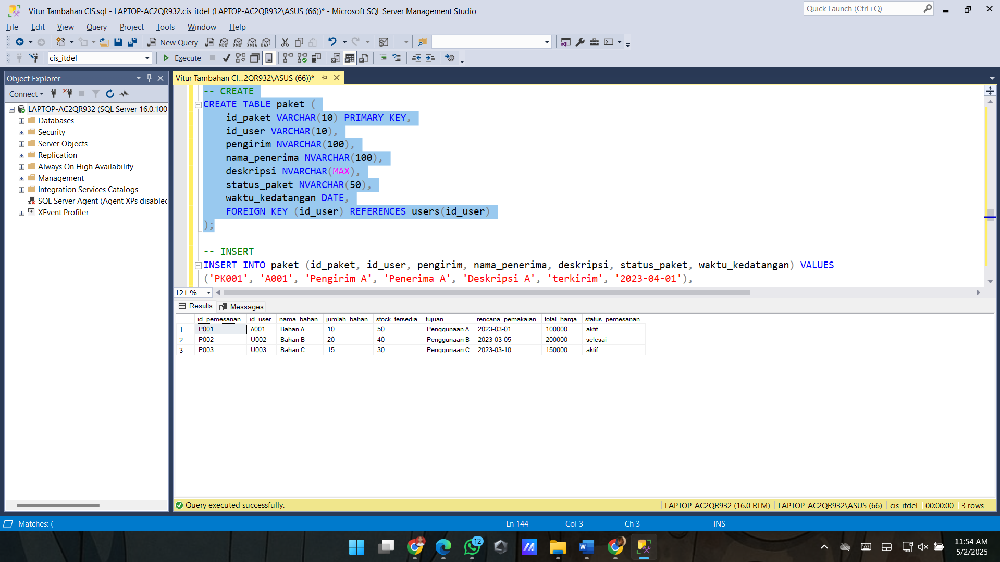 Vitur Tambahan CIS.sql - LAPTOP-AC2QR932.cis_itdel (LAPTOP-AC2QR932\ASUS (66))* - Microsoft SQL Server Management Studio
Quick Launch (Ctrl+Q)
File Edit View Query Project Tools Window Help
New Query
MDX DMX XMLA DAX
cis_itdel
Execute
Object Explorer
Vitur Tambahan CI...2QR932\ASUS (66))*
Connect
LAPTOP-AC2QR932 (SQL Server 16.0.100
Databases
Security
Server Objects
Replication
Always On High Availability
Management
Integration Services Catalogs
SQL Server Agent (Agent XPs disabled
XEvent Profiler
-- CREATE
CREATE TABLE paket (
id_paket VARCHAR(10) PRIMARY KEY,
id_user VARCHAR(10),
pengirim NVARCHAR(100),
nama_penerima NVARCHAR(100),
deskripsi NVARCHAR(MAX),
status_paket NVARCHAR(50),
waktu_kedatangan DATE,
FOREIGN KEY (id_user) REFERENCES users(id_user)
);
-- INSERT
INSERT INTO paket (id_paket, id_user, pengirim, nama_penerima, deskripsi, status_paket, waktu_kedatangan) VALUES
('PK001', 'A001', 'Pengirim A', 'Penerima A', 'Deskripsi A', 'terkirim', '2023-04-01'),
121 %
Results Messages
id_pemesanan id_user nama_bahan jumlah_bahan stock_tersedia tujuan rencana_pemakaian total_harga status_pemesanan
1 P001 A001 Bahan A 10 50 Penggunaan A 2023-03-01 100000 aktif
2 P002 U002 Bahan B 20 40 Penggunaan B 2023-03-05 200000 selesai
3 P003 U003 Bahan C 15 30 Penggunaan C 2023-03-10 150000 aktif
Query executed successfully.
LAPTOP-AC2QR932 (16.0 RTM) LAPTOP-AC2QR932\ASUS (66) cis_itdel 00:00:00 3 rows
Matches: (
Ln 144 Col 3 Ch 3 INS
12
11:54 AM
5/2/2025